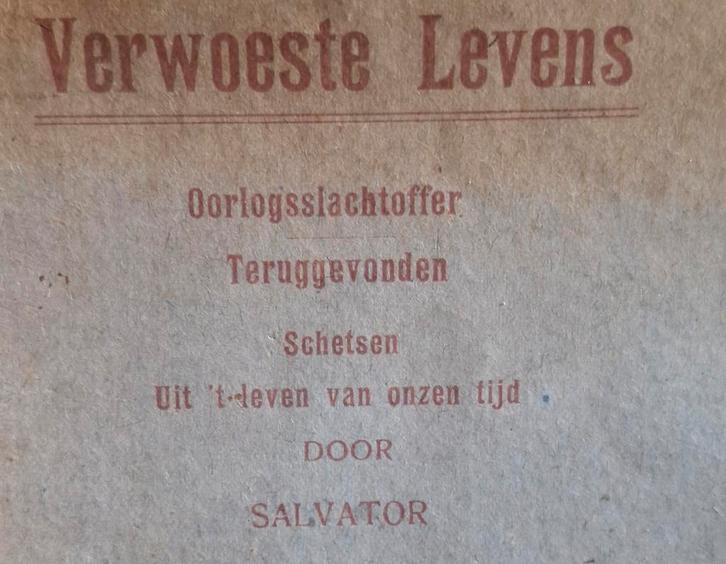 Verwoeste Levens
Oorlogsslachtoffer
Teruggevonden
Schetsen
Uit 't leven van onzen tijd
DOOR
SALVATOR